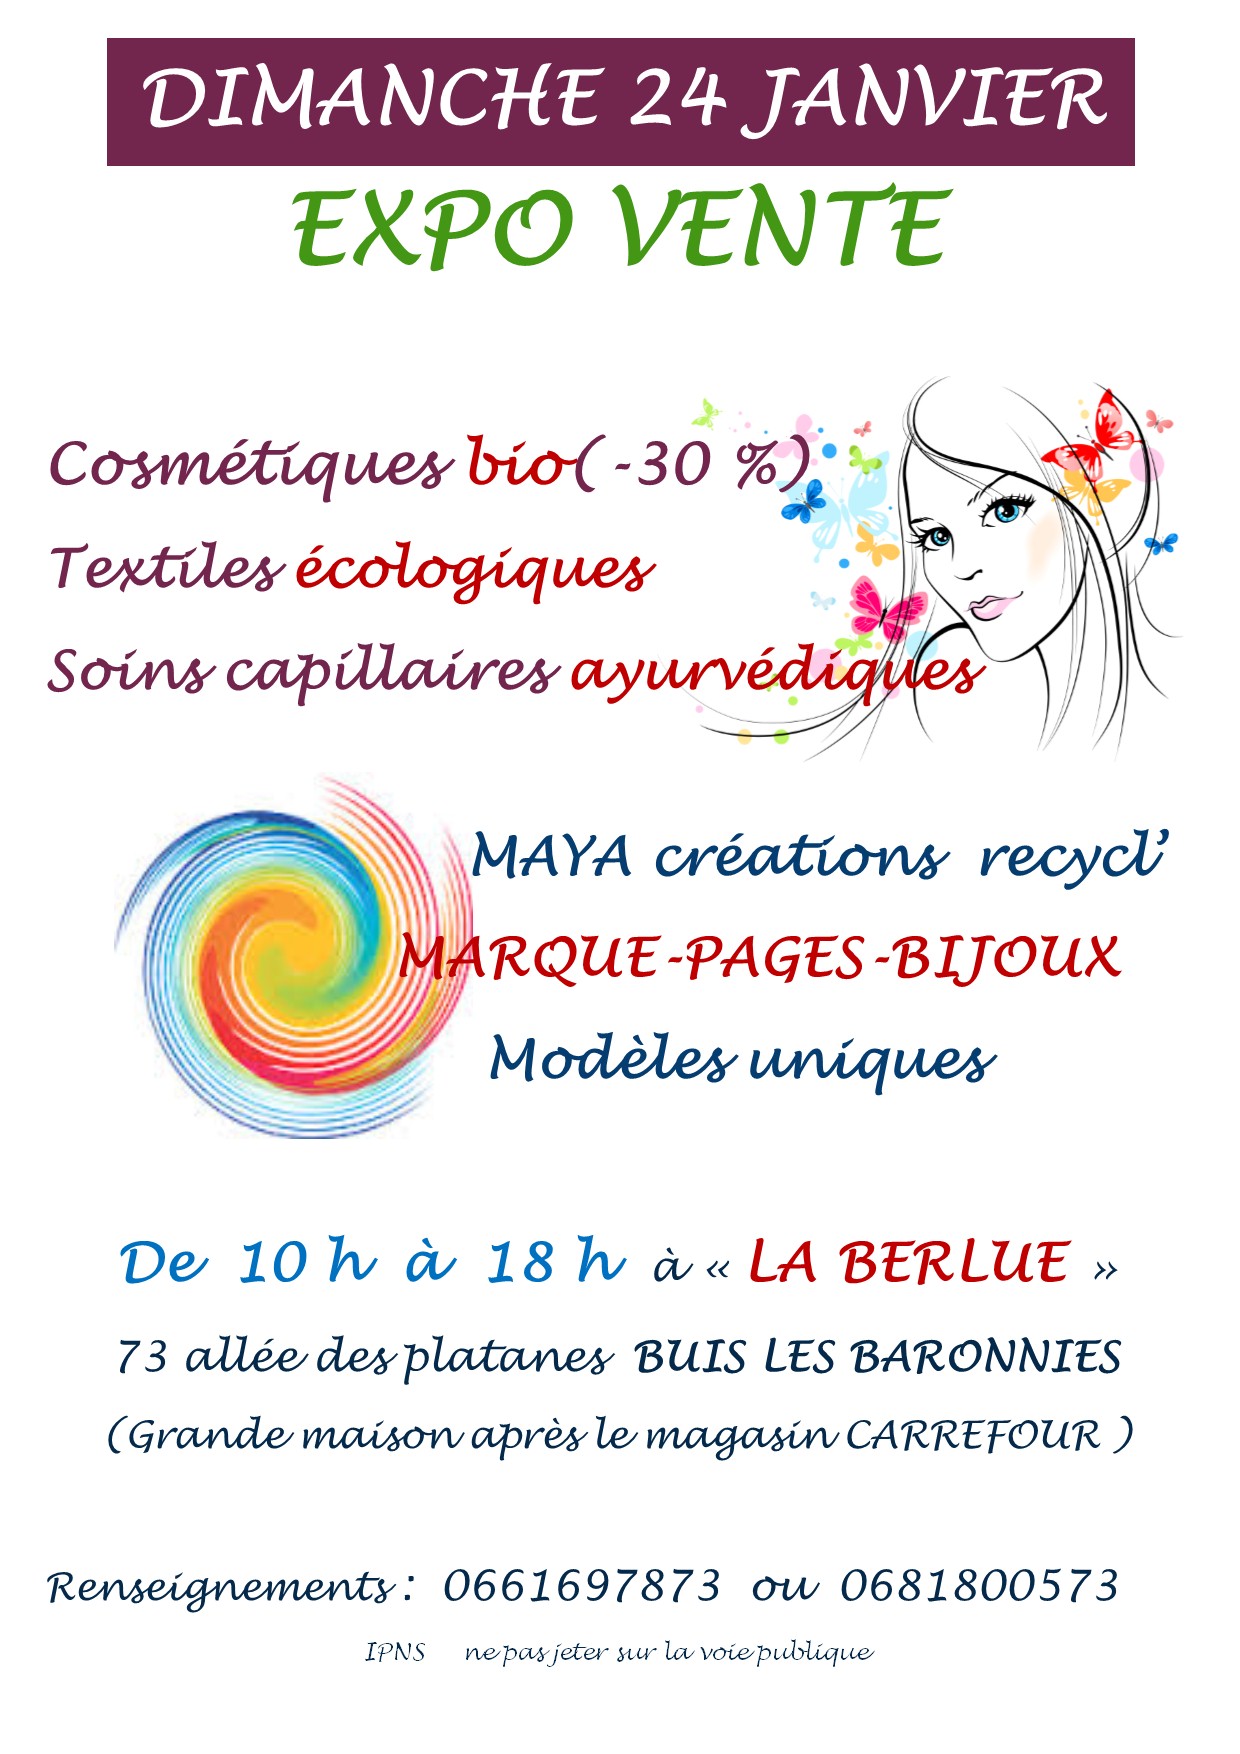 DIMANCHE 24 JANVIER
EXPO VENTE
Cosmétiques bio( -30 %)
Textiles écologiques
Soins capillaires ayurvédiques
MAYA créations recycl’
MARQUE-PAGES-BIJOUX
Modèles uniques
De 10 h à 18 h à « LA BERLUE »
73 allée des platanes BUIS LES BARONNIES
(Grande maison après le magasin CARREFOUR )
Renseignements : 0661697873 ou 0681800573
IPNS ne pas jeter sur la voie publique